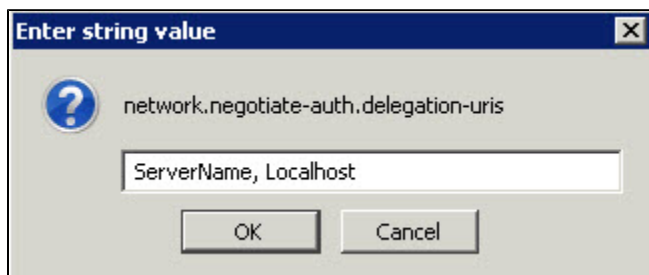 Enter string value
network.negotiate-auth.delegation-uris
ServerName, Localhost
OK
Cancel